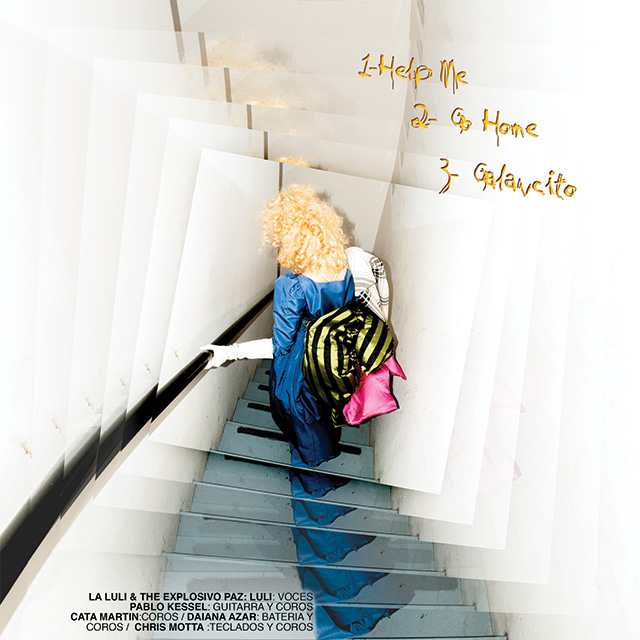 1-Help Me
2- Go Home
3- Galancito
LA LULI & THE EXPLOSIVO PAZ: LULI: VOCES
PABLO KESSEL: GUITARRA Y COROS
CATA MARTIN:COROS / DAIANA AZAR: BATERIA Y
COROS / CHRIS MOTTA :TECLADOS Y COROS